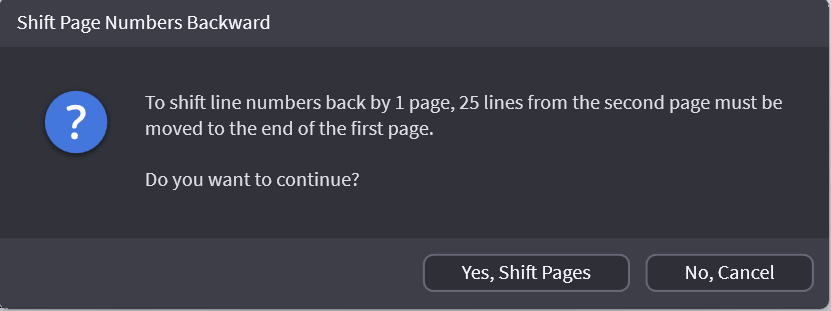 Shift Page Numbers Backward
To shift line numbers back by 1 page, 25 lines from the second page must be
moved to the end of the first page.
Do you want to continue?
Yes, Shift Pages
No, Cancel